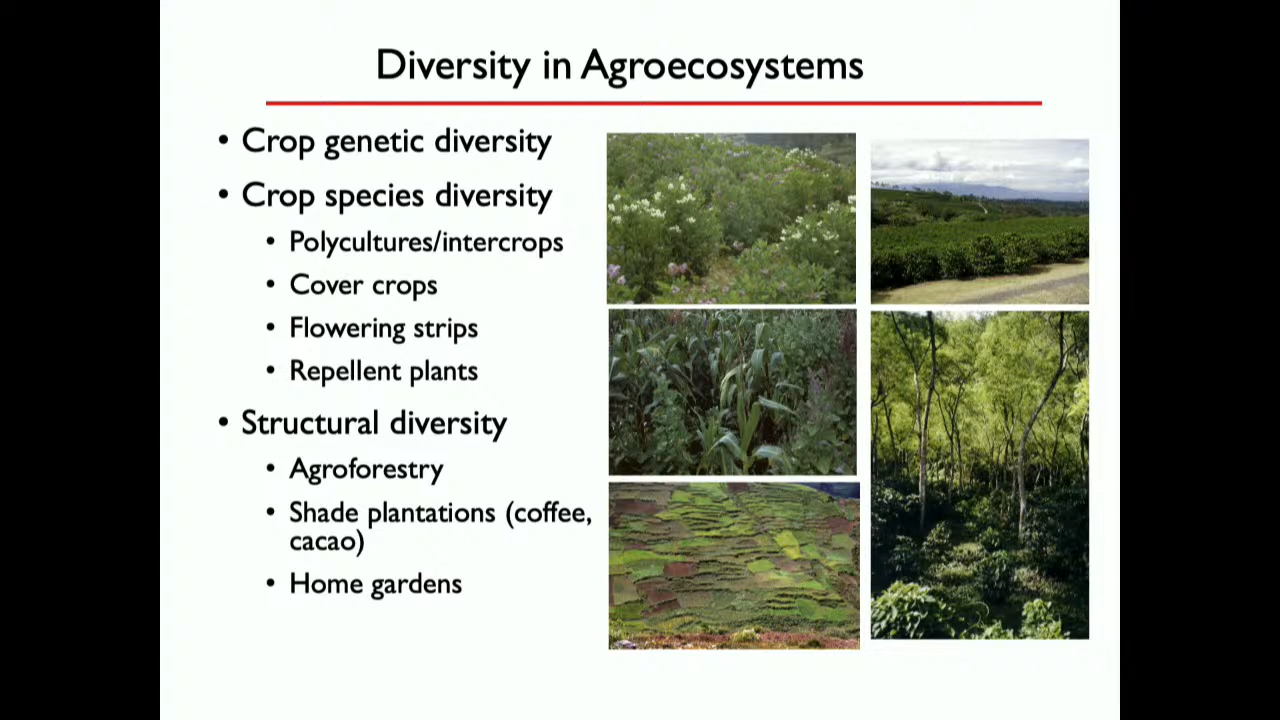 Diversity in Agroecosystems
• Crop genetic diversity
• Crop species diversity
• Polycultures/intercrops
• Cover crops
• Flowering strips
• Repellent plants
• Structural diversity
• Agroforestry
• Shade plantations (coffee,
cacao)
• Home gardens